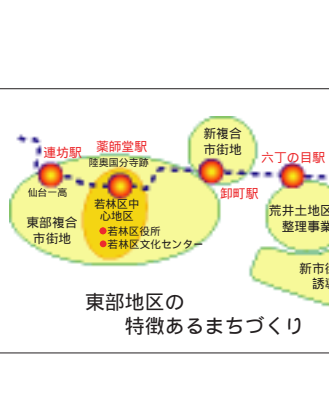 新複合
市街地
薬師堂駅
連坊駅
陸奥国分寺跡
六丁の目駅
仙台一高
卸町駅
若林区中
心地区
●若林区役所
●若林区文化センター
東部複合
市街地
荒井土地区
整理事業
新市街
誘導
東部地区の
特徴あるまちづくり